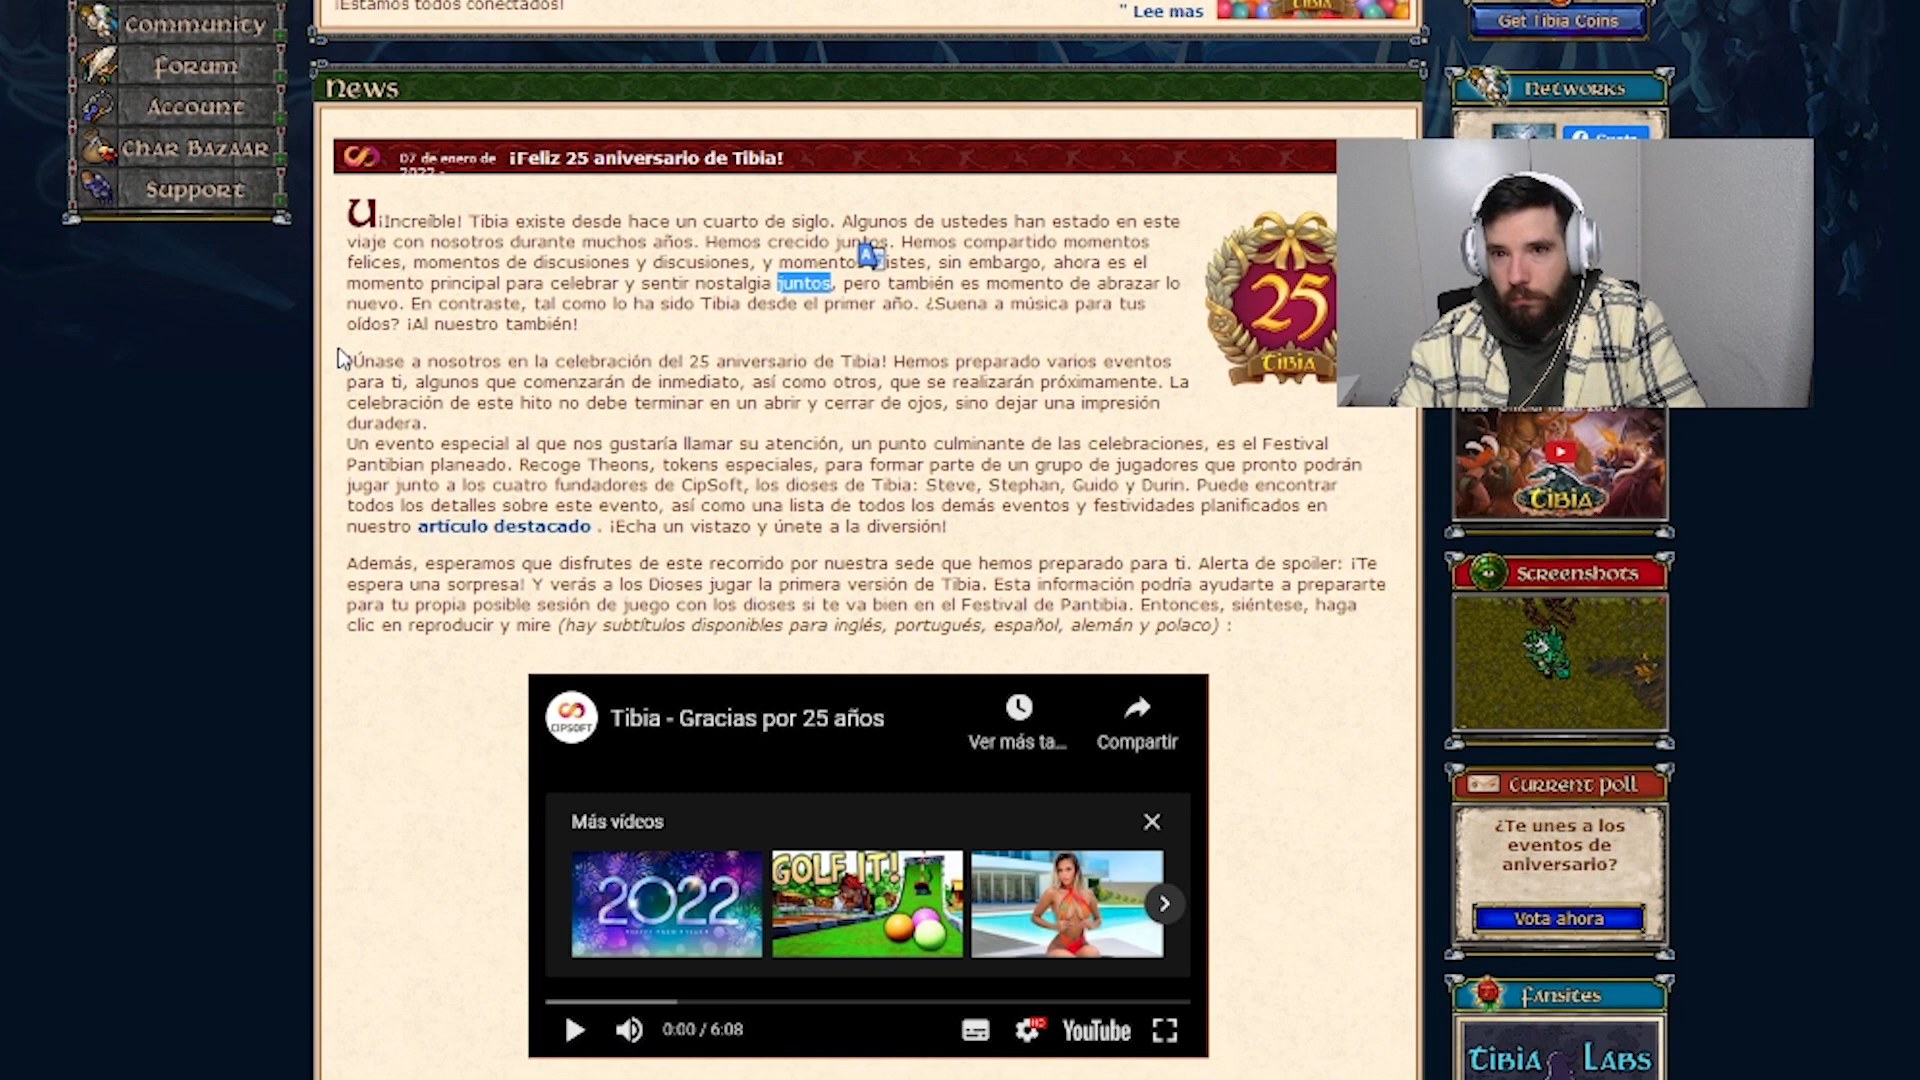 ¡Estamos todos conectados!
" Lee mas
TIBIA
Get Tibia Coins
Community
Forum
Account
Char Bazaar
Support
News
Networks
07 de enero de
2022 -
¡Feliz 25 aniversario de Tibia!
U¡Increíble! Tibia existe desde hace un cuarto de siglo. Algunos de ustedes han estado en este
viaje con nosotros durante muchos años. Hemos crecido juntos. Hemos compartido momentos
felices, momentos de discusiones y discusiones, y momentos tristes, sin embargo, ahora es el
momento principal para celebrar y sentir nostalgia juntos, pero también es momento de abrazar lo
nuevo. En contraste, tal como lo ha sido Tibia desde el primer año. ¿Suena a música para tus
oídos? ¡Al nuestro también!
25
TIBIA
¡Únase a nosotros en la celebración del 25 aniversario de Tibia! Hemos preparado varios eventos
para ti, algunos que comenzarán de inmediato, así como otros, que se realizarán próximamente. La
celebración de este hito no debe terminar en un abrir y cerrar de ojos, sino dejar una impresión
duradera.
Un evento especial al que nos gustaría llamar su atención, un punto culminante de las celebraciones, es el Festival
Pantibian planeado. Recoge Theons, tokens especiales, para formar parte de un grupo de jugadores que pronto podrán
jugar junto a los cuatro fundadores de CipSoft, los dioses de Tibia: Steve, Stephan, Guido y Durin. Puede encontrar
todos los detalles sobre este evento, así como una lista de todos los demás eventos y festividades planificados en
nuestro artículo destacado . ¡Echa un vistazo y únete a la diversión!
Además, esperamos que disfrutes de este recorrido por nuestra sede que hemos preparado para ti. Alerta de spoiler: ¡Te
espera una sorpresa! Y verás a los Dioses jugar la primera versión de Tibia. Esta información podría ayudarte a prepararte
para tu propia posible sesión de juego con los dioses si te va bien en el Festival de Pantibia. Entonces, siéntese, haga
clic en reproducir y mire (hay subtítulos disponibles para inglés, portugués, español, alemán y polaco) :
CIPSOFT
Tibia - Gracias por 25 años
Ver más ta...
Compartir
Más vídeos
2022
GOLF IT!
0:00 / 6:08
HD
YouTube
TIBIA
Screenshots
Current Poll
¿Te unes a los
eventos de
aniversario?
Vota ahora
Fansites
TIBIA LABS